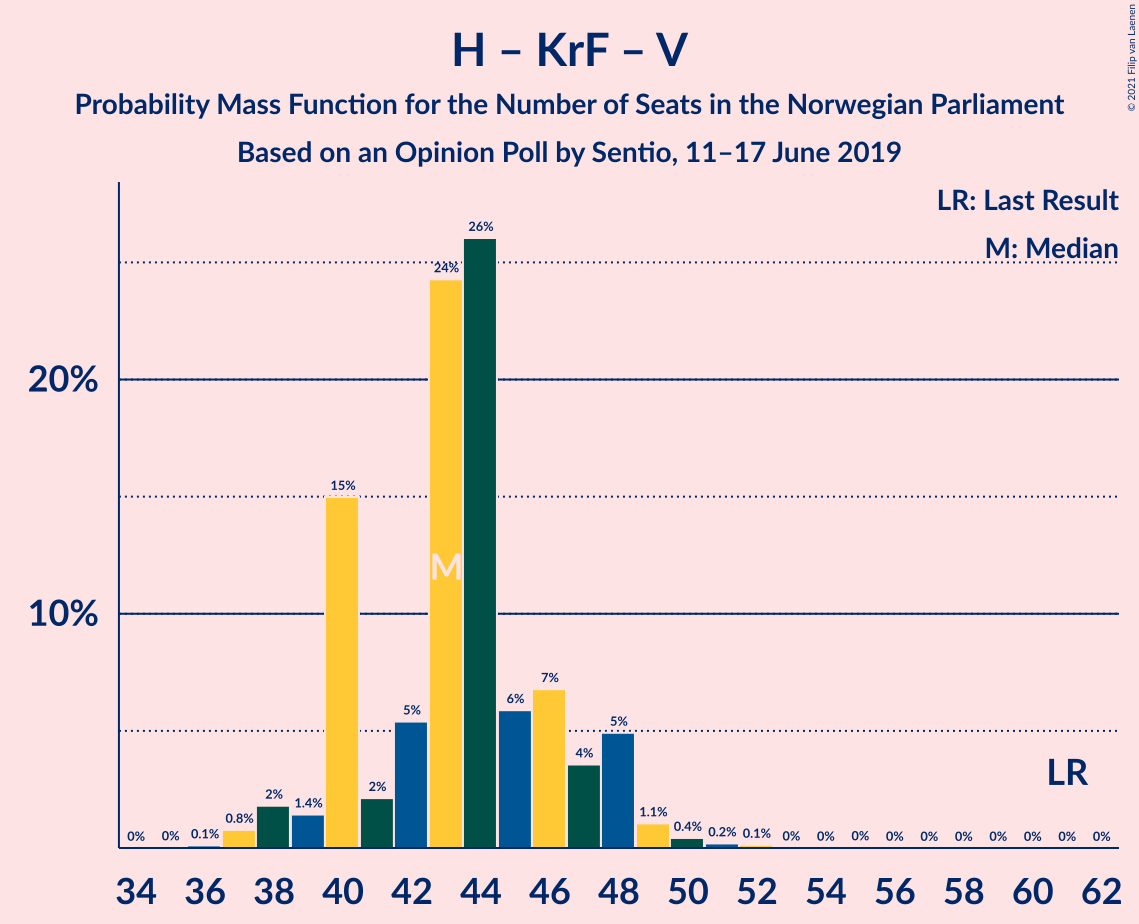 H – KrF – V
Probability Mass Function for the Number of Seats in the Norwegian Parliament
Based on an Opinion Poll by Sentio, 11–17 June 2019
© 2021 Filip van Laenen
LR: Last Result
M: Median
20%
10%
0% 0% 0.1% 0.8% 2% 1.4% 15% 2% 5% 24% 26% 6% 7% 4% 5% 1.1% 0.4% 0.2% 0.1% 0% 0% 0% 0% 0% 0% 0% 0% 0% 0%
M
LR
34 36 38 40 42 44 46 48 50 52 54 56 58 60 62